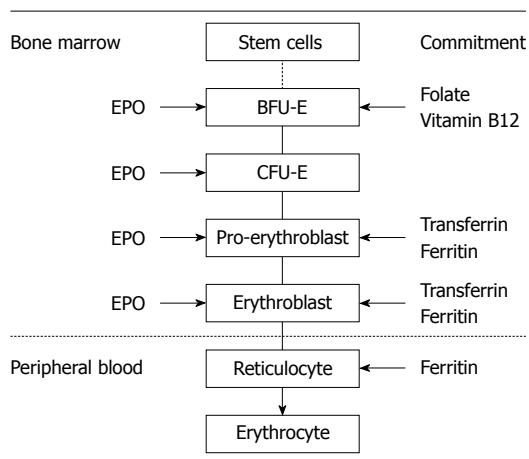 Bone marrow
Stem cells
Commitment
EPO
BFU-E
Folate
Vitamin B12
EPO
CFU-E
EPO
Pro-erythroblast
Transferrin
Ferritin
EPO
Erythroblast
Transferrin
Ferritin
Peripheral blood
Reticulocyte
Ferritin
Erythrocyte